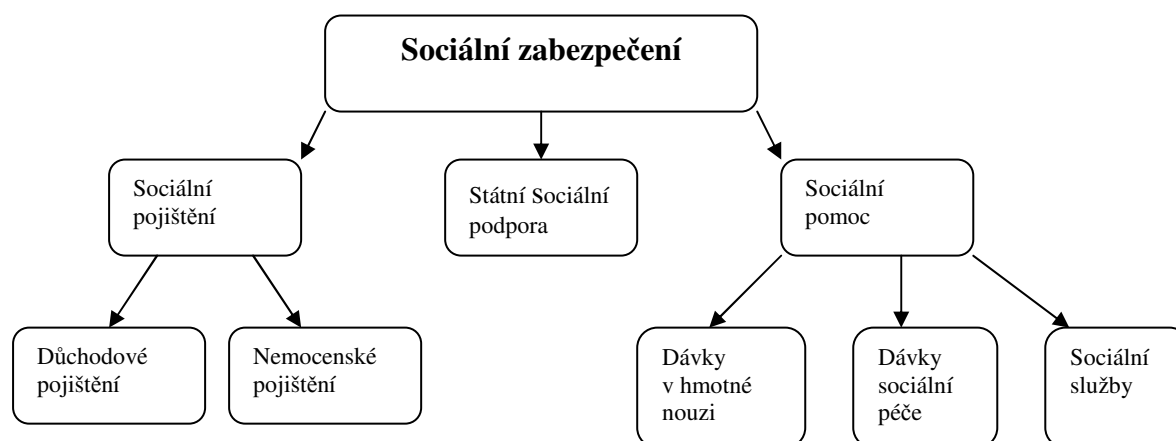 Sociální zabezpečení
Sociální
pojištění
Státní Sociální
podpora
Sociální
pomoc
Důchodové
pojištění
Nemocenské
pojištění
Dávky
v hmotné
nouzi
Dávky
sociální
péče
Sociální
služby